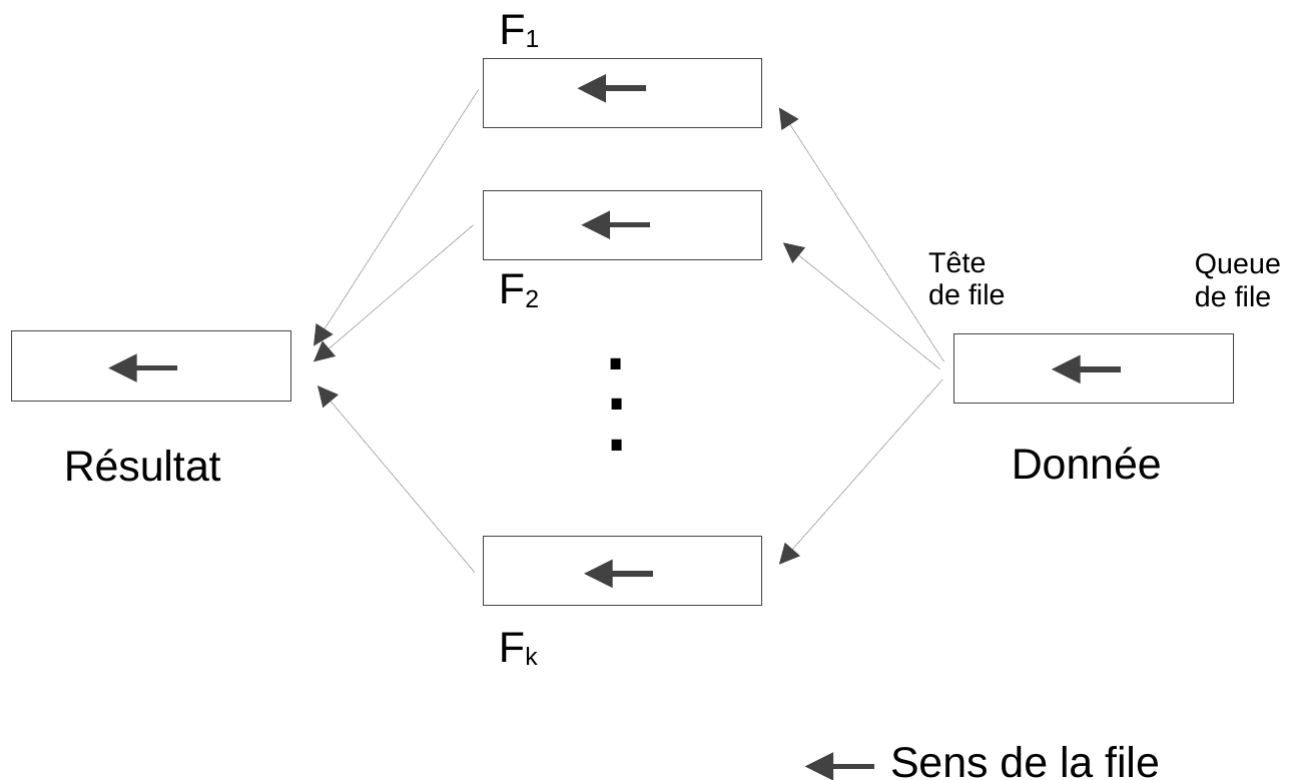 F1
F2
Tête
de file
Queue
de file
Résultat
Donnée
Fk
Sens de la file